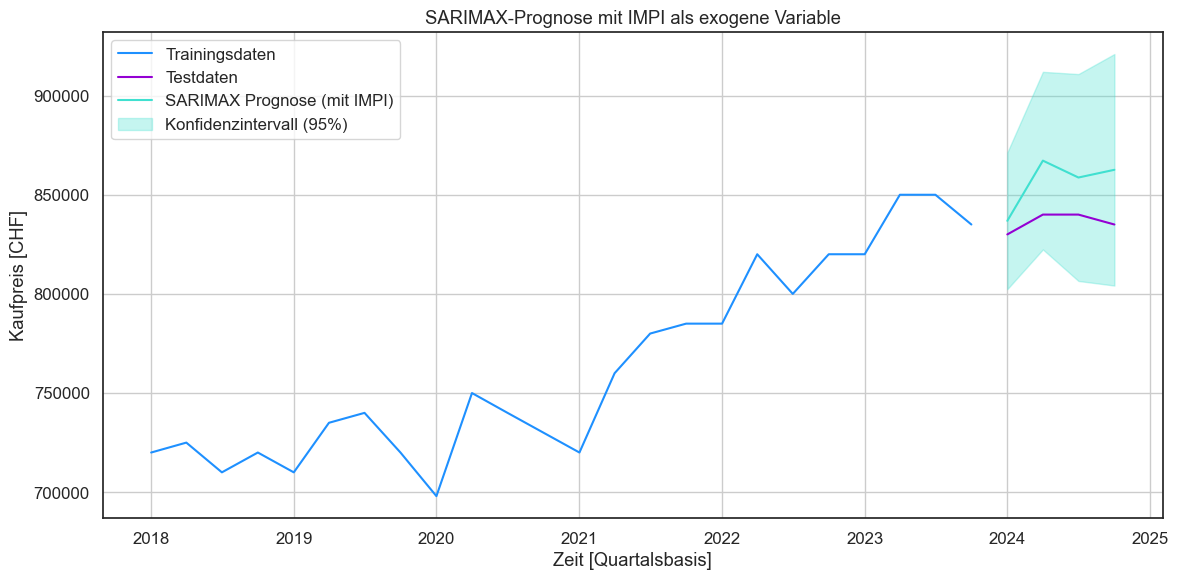 SARIMAX-Prognose mit IMPI als exogene Variable
Trainingsdaten
Testdaten
SARIMAX Prognose (mit IMPI)
Konfidenzintervall (95%)
Kaufpreis [CHF]
900000
850000
800000
750000
700000
2018 2019 2020 2021 2022 2023 2024 2025
Zeit [Quartalsbasis]